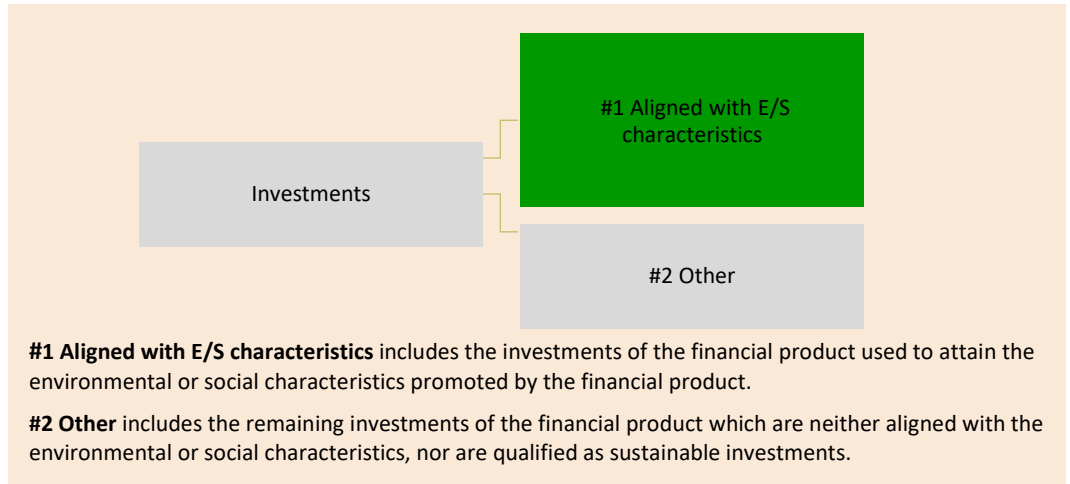 #1 Aligned with E/S
characteristics
Investments
#2 Other
#1 Aligned with E/S characteristics includes the investments of the financial product used to attain the
environmental or social characteristics promoted by the financial product.
#2 Other includes the remaining investments of the financial product which are neither aligned with the
environmental or social characteristics, nor are qualified as sustainable investments.